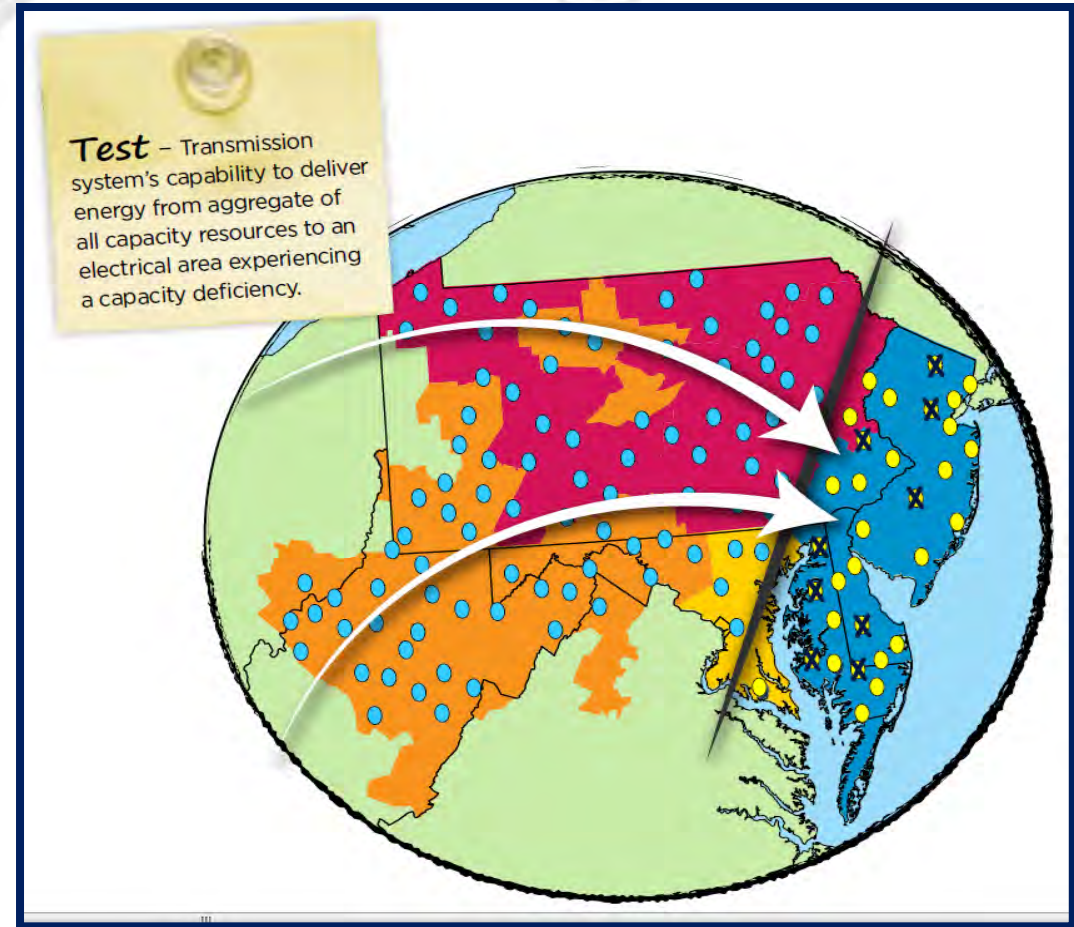 Test – Transmission
system's capability to deliver
energy from aggregate of
all capacity resources to an
electrical area experiencing
a capacity deficiency.